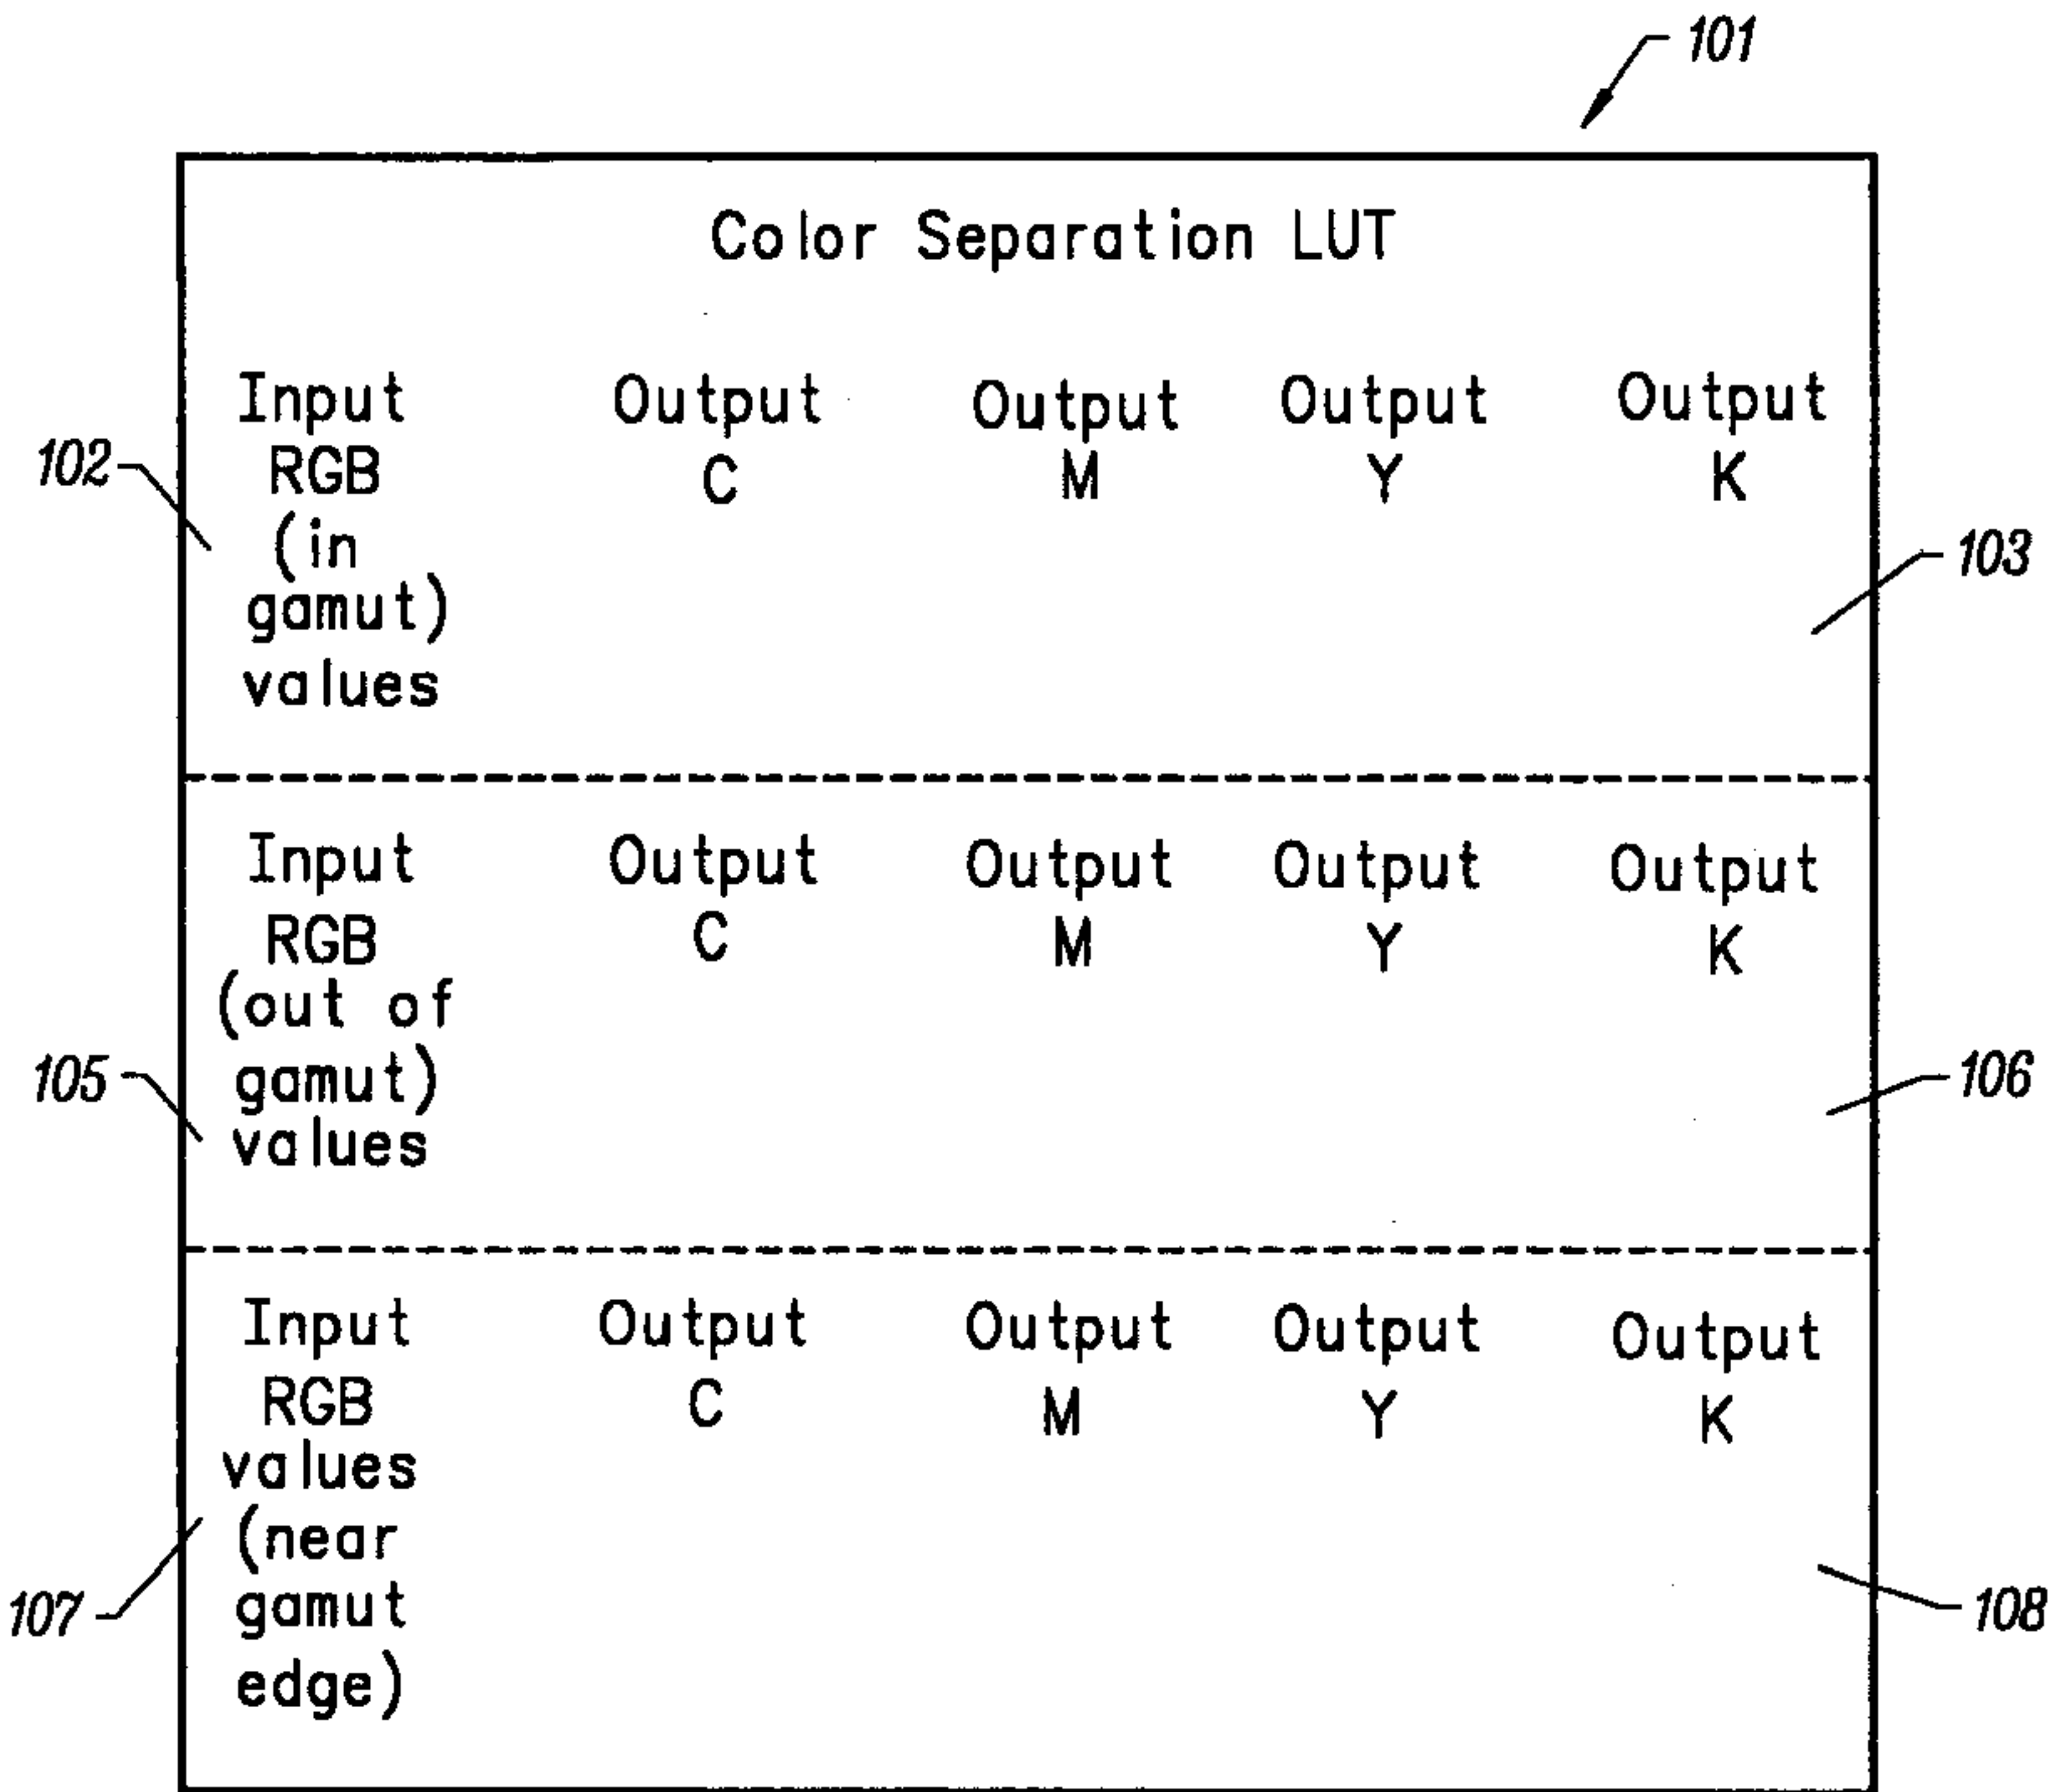 101
Color Separation LUT
Input Output Output Output Output
102 RGB C M Y K
(in 103
gamut)
values
Input Output Output Output Output
RGB C M Y K
(out of
105 gamut) 106
values
Input Output Output Output Output
RGB C M Y K
values
(near
107 gamut 108
edge)